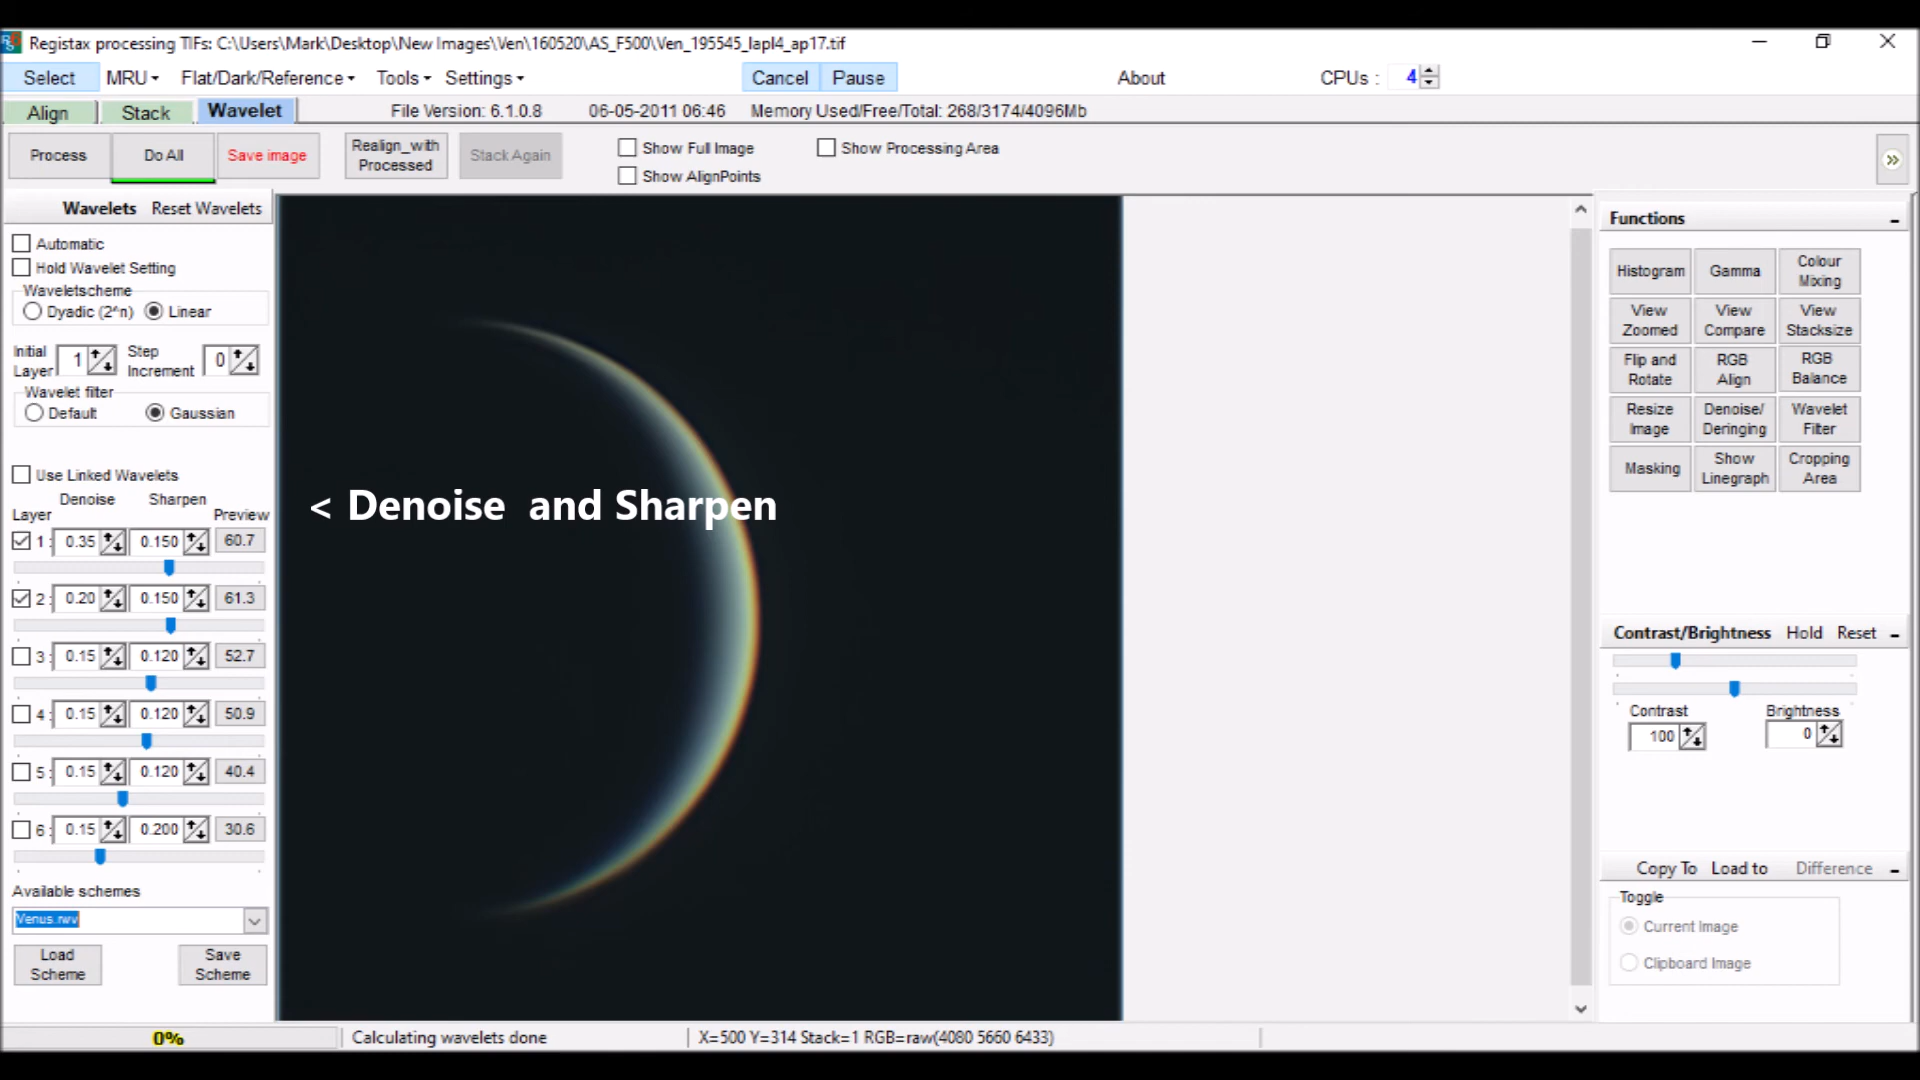 Registax processing TIFs: C:\Users\Mark\Desktop\New Images\Ven\160520\AS_F500\Ven_195545_lapl4_ap17.tif
Select MRU Flat/Dark/Reference Tools Settings Cancel Pause About CPUs : 4
Align Stack Wavelet File Version: 6.1.0.8 06-05-2011 06:46 Memory Used/Free/Total: 268/3174/4096Mb
Process Do All Save image Realign_with Processed Stack Again
Show Full Image Show Processing Area
Show AlignPoints
Wavelets Reset Wavelets
Automatic
Hold Wavelet Setting
Waveletscheme
Dyadic (2^n) Linear
Initial Layer 1 Step Increment 0
Wavelet filter
Default Gaussian
Use Linked Wavelets
Denoise Sharpen
Layer Preview
1: 0.35 0.150 60.7
2: 0.20 0.150 61.3
3: 0.15 0.120 52.7
4: 0.15 0.120 50.9
5: 0.15 0.120 40.4
6: 0.15 0.200 30.6
Available schemes
Venus.rwv
Load Scheme Save Scheme
< Denoise and Sharpen
Functions
Histogram Gamma Colour Mixing
View Zoomed View Compare View Stacksize
Flip and Rotate RGB Align RGB Balance
Resize Image Denoise/ Deringing Wavelet Filter
Masking Show Linegraph Cropping Area
Contrast/Brightness Hold Reset
Contrast Brightness
100 0
Copy To Load to Difference
Toggle
Current Image
Clipboard Image
0% Calculating wavelets done X=500 Y=314 Stack=1 RGB=raw(4080 5660 6433)